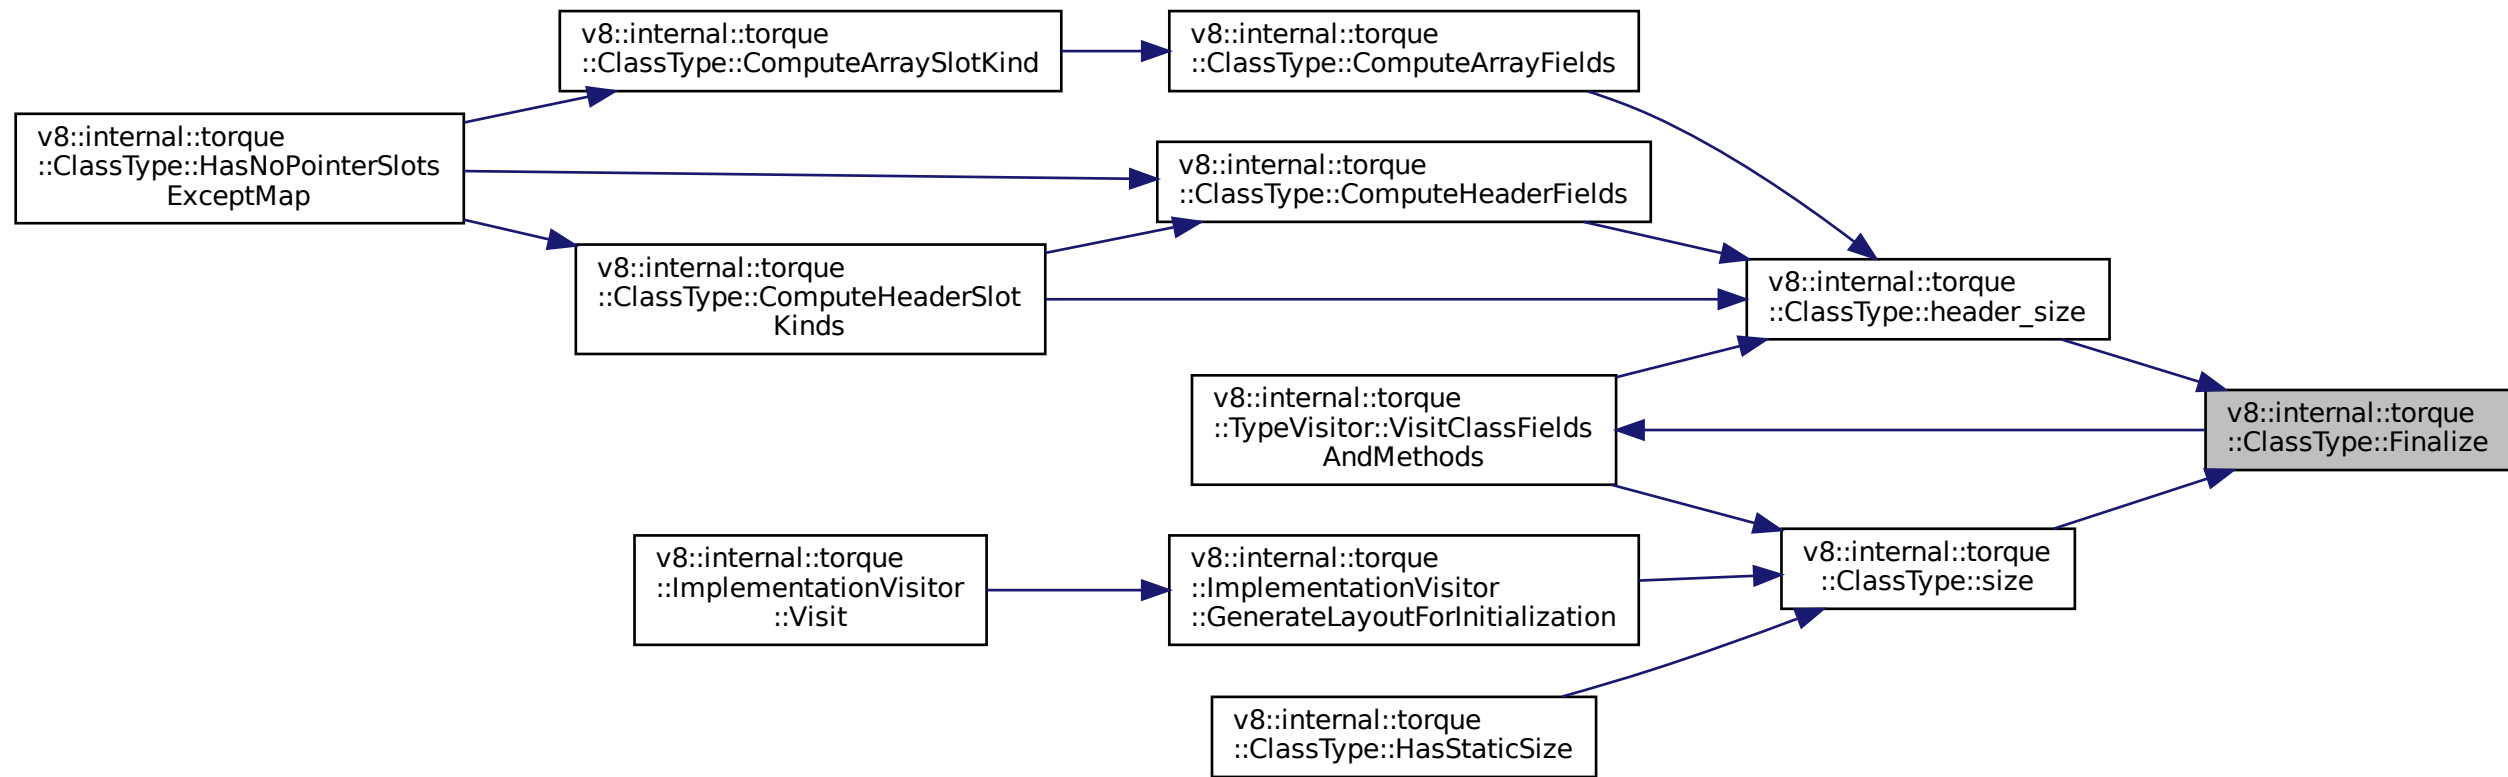 v8::internal::torque
::ClassType::ComputeArraySlotKind
v8::internal::torque
::ClassType::ComputeArrayFields
v8::internal::torque
::ClassType::HasNoPointerSlots
ExceptMap
v8::internal::torque
::ClassType::ComputeHeaderFields
v8::internal::torque
::ClassType::ComputeHeaderSlot
Kinds
v8::internal::torque
::ClassType::header_size
v8::internal::torque
::TypeVisitor::VisitClassFields
AndMethods
v8::internal::torque
::ClassType::Finalize
v8::internal::torque
::ImplementationVisitor
::Visit
v8::internal::torque
::ImplementationVisitor
::GenerateLayoutForInitialization
v8::internal::torque
::ClassType::size
v8::internal::torque
::ClassType::HasStaticSize